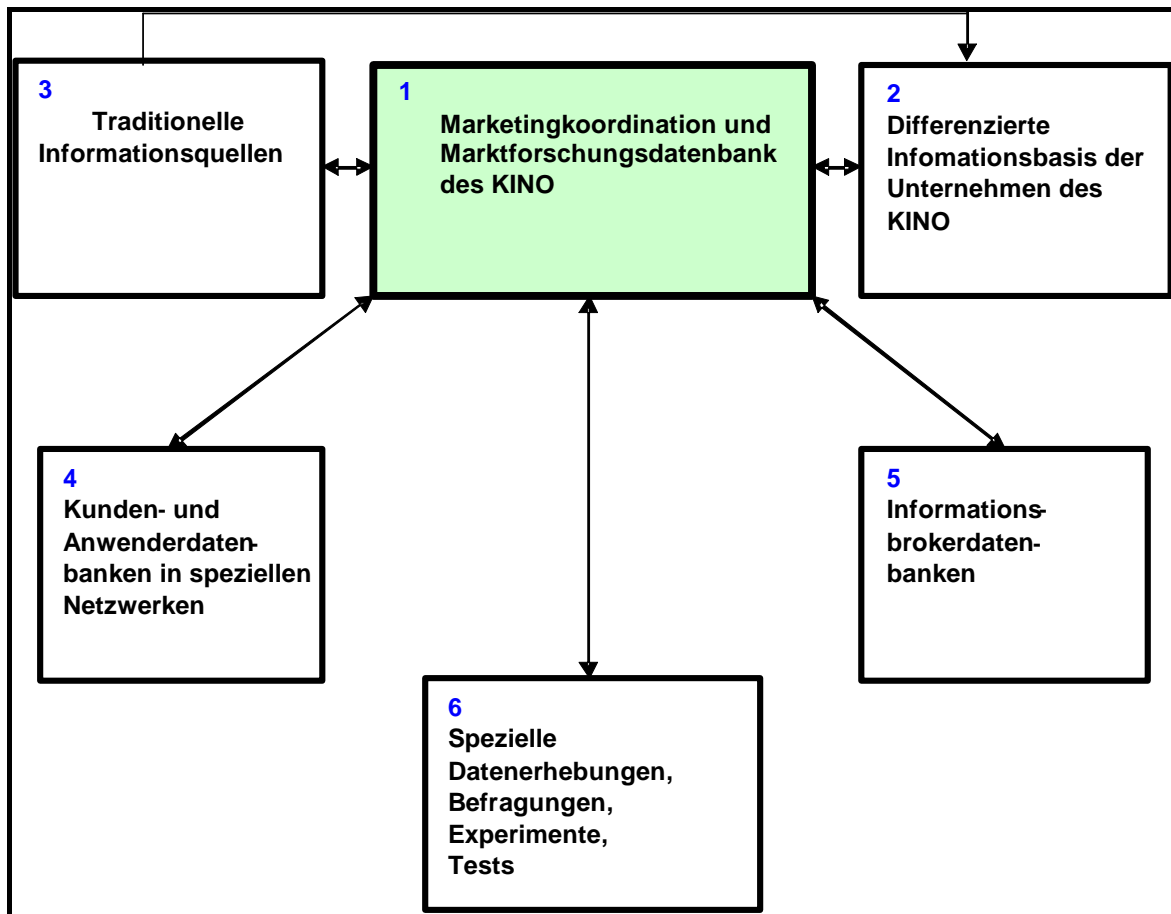 3
Traditionelle
Informationsquellen
1
Marketingkoordination und
Marktforschungsdatenbank
des KINO
2
Differenzierte
Infomationsbasis der
Unternehmen des
KINO
4
Kunden- und
Anwenderdaten-
banken in speziellen
Netzwerken
5
Informations-
brokerdaten-
banken
6
Spezielle
Datenerhebungen,
Befragungen,
Experimente,
Tests